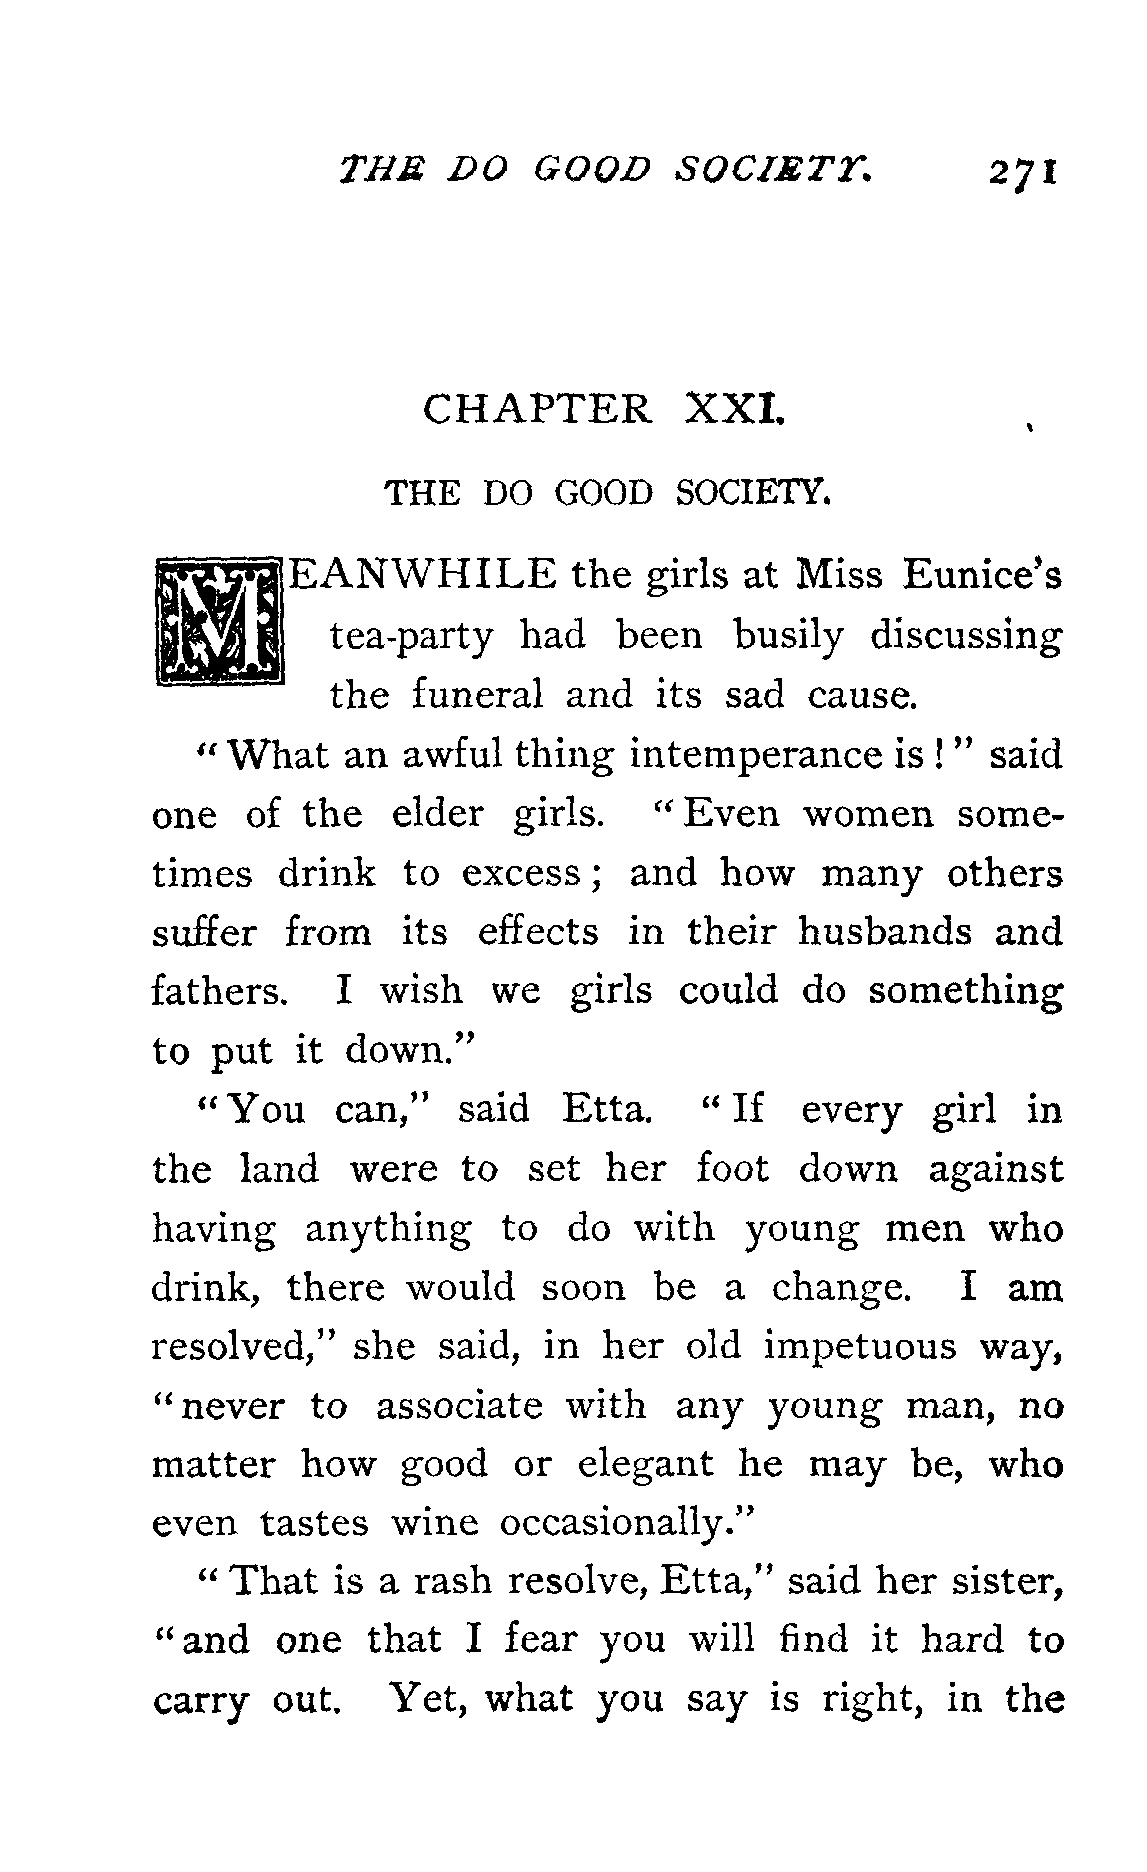 THE DO GOOD SOCIETY. 271
CHAPTER XXI.
THE DO GOOD SOCIETY.
MEANWHILE the girls at Miss Eunice's
tea-party had been busily discussing
the funeral and its sad cause.
"What an awful thing intemperance is!" said
one of the elder girls. "Even women some-
times drink to excess; and how many others
suffer from its effects in their husbands and
fathers. I wish we girls could do something
to put it down."
"You can," said Etta. "If every girl in
the land were to set her foot down against
having anything to do with young men who
drink, there would soon be a change. I am
resolved," she said, in her old impetuous way,
"never to associate with any young man, no
matter how good or elegant he may be, who
even tastes wine occasionally."
"That is a rash resolve, Etta," said her sister,
"and one that I fear you will find it hard to
carry out. Yet, what you say is right, in the